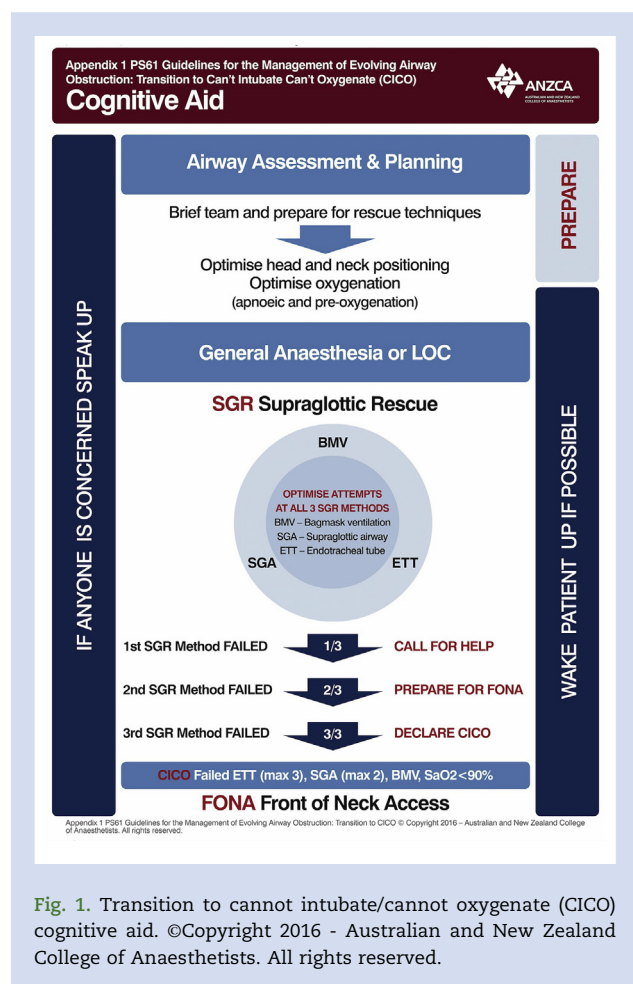 Appendix 1 PS61 Guidelines for the Management of Evolving Airway
Obstruction: Transition to Can't Intubate Can't Oxygenate (CICO)
Cognitive Aid
ANZCA
AUSTRALIAN AND NEW ZEALAND
COLLEGE OF ANAESTHETISTS
IF ANYONE IS CONCERNED SPEAK UP
Airway Assessment & Planning
PREPARE
Brief team and prepare for rescue techniques
Optimise head and neck positioning
Optimise oxygenation
(apnoeic and pre-oxygenation)
General Anaesthesia or LOC
WAKE PATIENT UP IF POSSIBLE
SGR Supraglottic Rescue
BMV
OPTIMISE ATTEMPTS
AT ALL 3 SGR METHODS
BMV – Bagmask ventilation
SGA – Supraglottic airway
ETT – Endotracheal tube
SGA
ETT
1st SGR Method FAILED 1/3 CALL FOR HELP
2nd SGR Method FAILED 2/3 PREPARE FOR FONA
3rd SGR Method FAILED 3/3 DECLARE CICO
CICO Failed ETT (max 3), SGA (max 2), BMV, SaO2<90%
FONA Front of Neck Access
Appendix 1 PS61 Guidelines for the Management of Evolving Airway Obstruction: Transition to CICO © Copyright 2016 – Australian and New Zealand College
of Anaesthetists. All rights reserved.
Fig. 1. Transition to cannot intubate/cannot oxygenate (CICO)
cognitive aid. ©Copyright 2016 - Australian and New Zealand
College of Anaesthetists. All rights reserved.